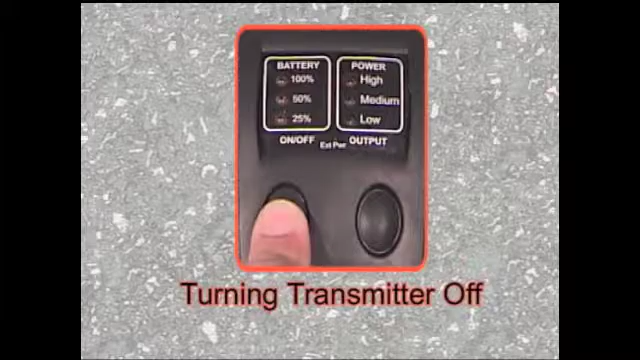 BATTERY
100%
50%
25%
POWER
High
Medium
Low
ON/OFF
Ext Pwr
OUTPUT
Turning Transmitter Off